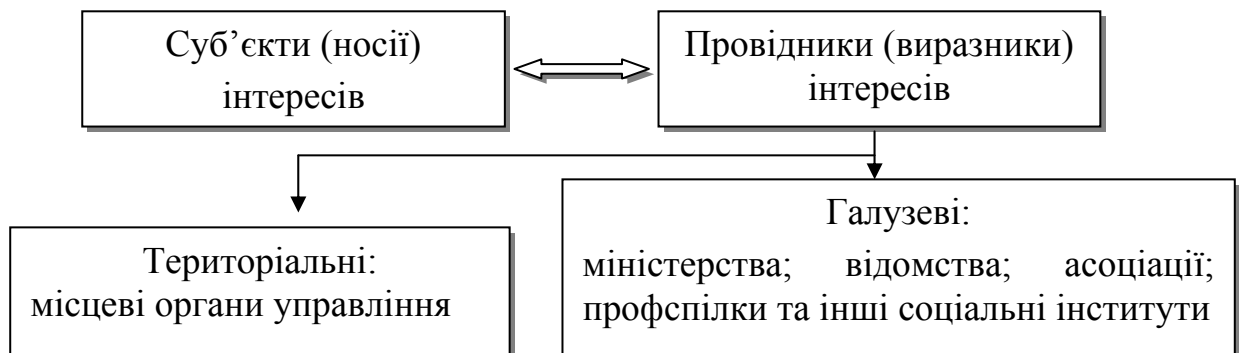 Суб’єкти (носії)
інтересів
Провідники (виразники)
інтересів
Територіальні:
місцеві органи управління
Галузеві:
міністерства; відомства; асоціації;
профспілки та інші соціальні інститути